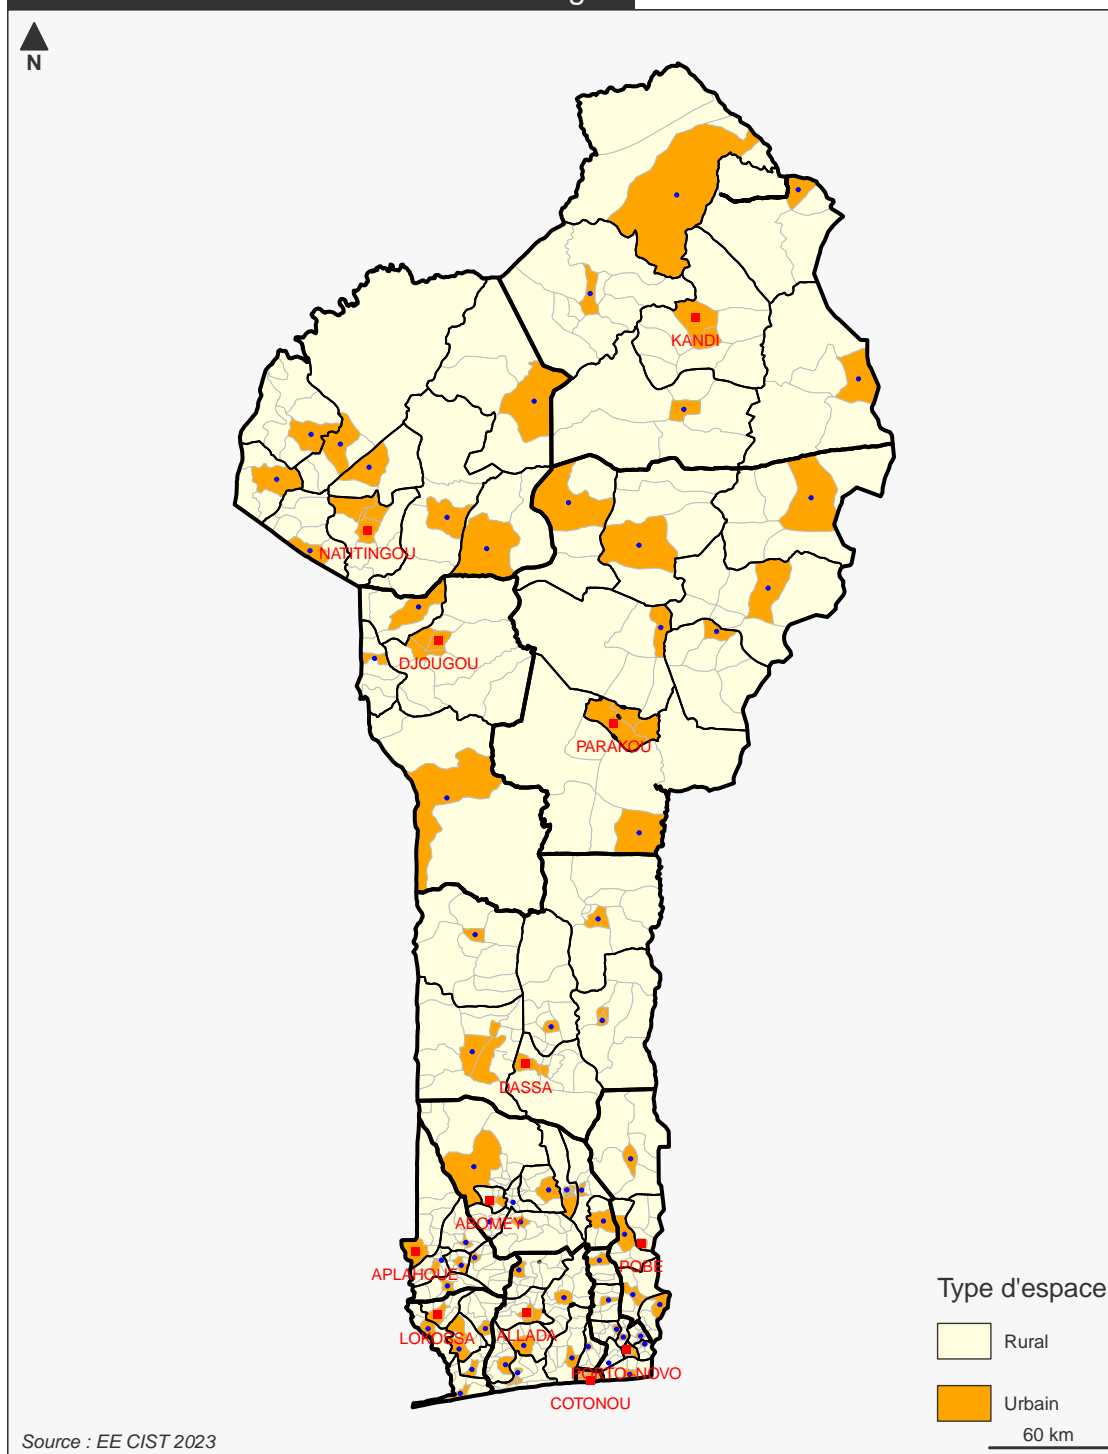 N
KANDI
NATITINGOU
DJOUGOU
PARAKOU
DASSA
ABOMEY
POBE
APLAHOUE
LOKOSSA
ALLADA
PORTO-NOVO
COTONOU
Type d'espace
Rural
Urbain
60 km
Source : EE CIST 2023